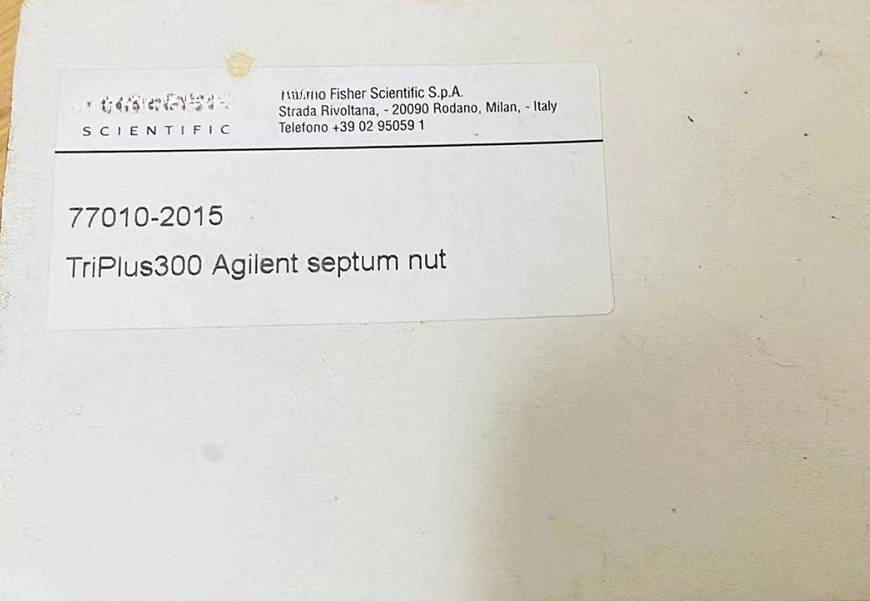 SCIENTIFIC
Fisher Scientific S.p.A.
Strada Rivoltana, - 20090 Rodano, Milan, - Italy
Telefono +39 02 95059 1
77010-2015
TriPlus300 Agilent septum nut